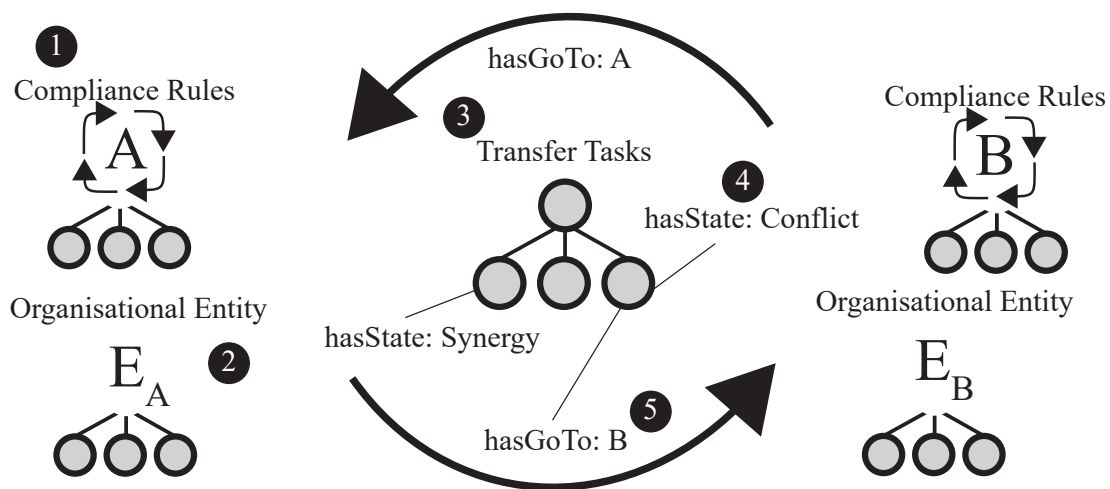 1
Compliance Rules
A
Organisational Entity
E_A
2
hasGoTo: A
3
Transfer Tasks
4
hasState: Conflict
hasState: Synergy
5
hasGoTo: B
Compliance Rules
B
Organisational Entity
E_B